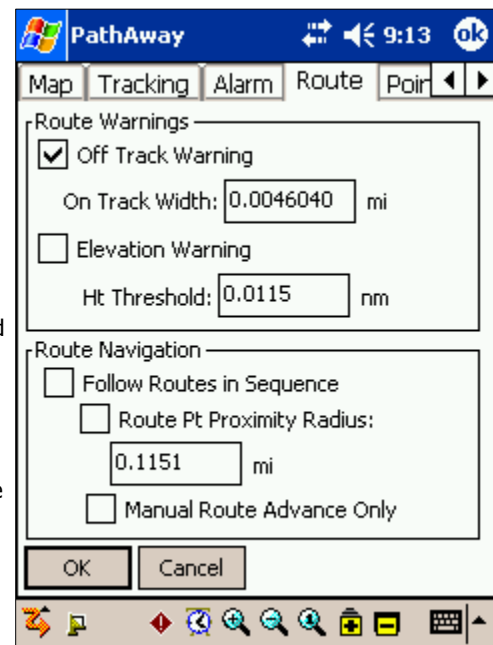 PathAway 9:13 ok
Map Tracking Alarm Route Poin
Route Warnings
Off Track Warning
On Track Width: 0.0046040 mi
Elevation Warning
Ht Threshold: 0.0115 nm
d
Route Navigation
Follow Routes in Sequence
Route Pt Proximity Radius:
0.1151 mi
e
Manual Route Advance Only
OK Cancel